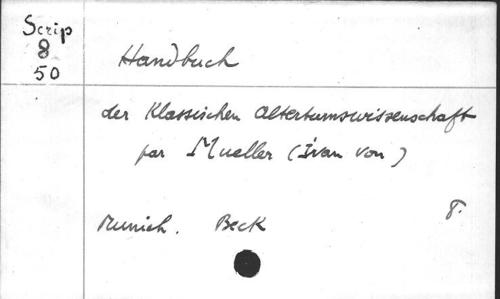 Scrip
8
50
Handbuch
der Klassischen Altertumswissenschaft
par Mueller (Ivan von)
Munich. Beck 8.